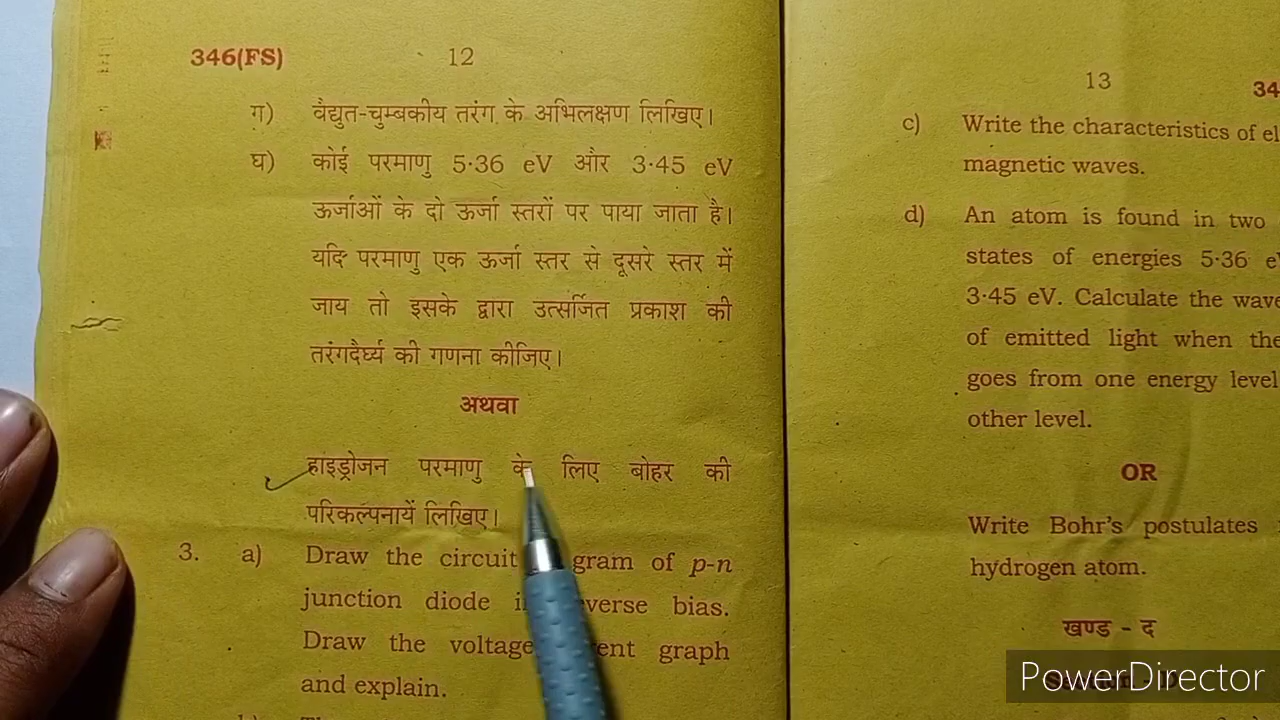 346(FS)
12
ग) वैद्युत-चुम्बकीय तरंग के अभिलक्षण लिखिए।
घ) कोई परमाणु 5·36 eV और 3·45 eV
ऊर्जाओं के दो ऊर्जा स्तरों पर पाया जाता है।
यदि परमाणु एक ऊर्जा स्तर से दूसरे स्तर में
जाय तो इसके द्वारा उत्सर्जित प्रकाश की
तरंगदैर्घ्य की गणना कीजिए।
अथवा
हाइड्रोजन परमाणु के लिए बोहर की
परिकल्पनायें लिखिए।
3. a) Draw the circuit gram of p-n
junction diode i verse bias.
Draw the voltage ent graph
and explain.
13
34
c) Write the characteristics of el
magnetic waves.
d) An atom is found in two
states of energies 5·36 e
3·45 eV. Calculate the wave
of emitted light when the
goes from one energy level
other level.
OR
Write Bohr's postulates
hydrogen atom.
खण्ड - द
PowerDirector